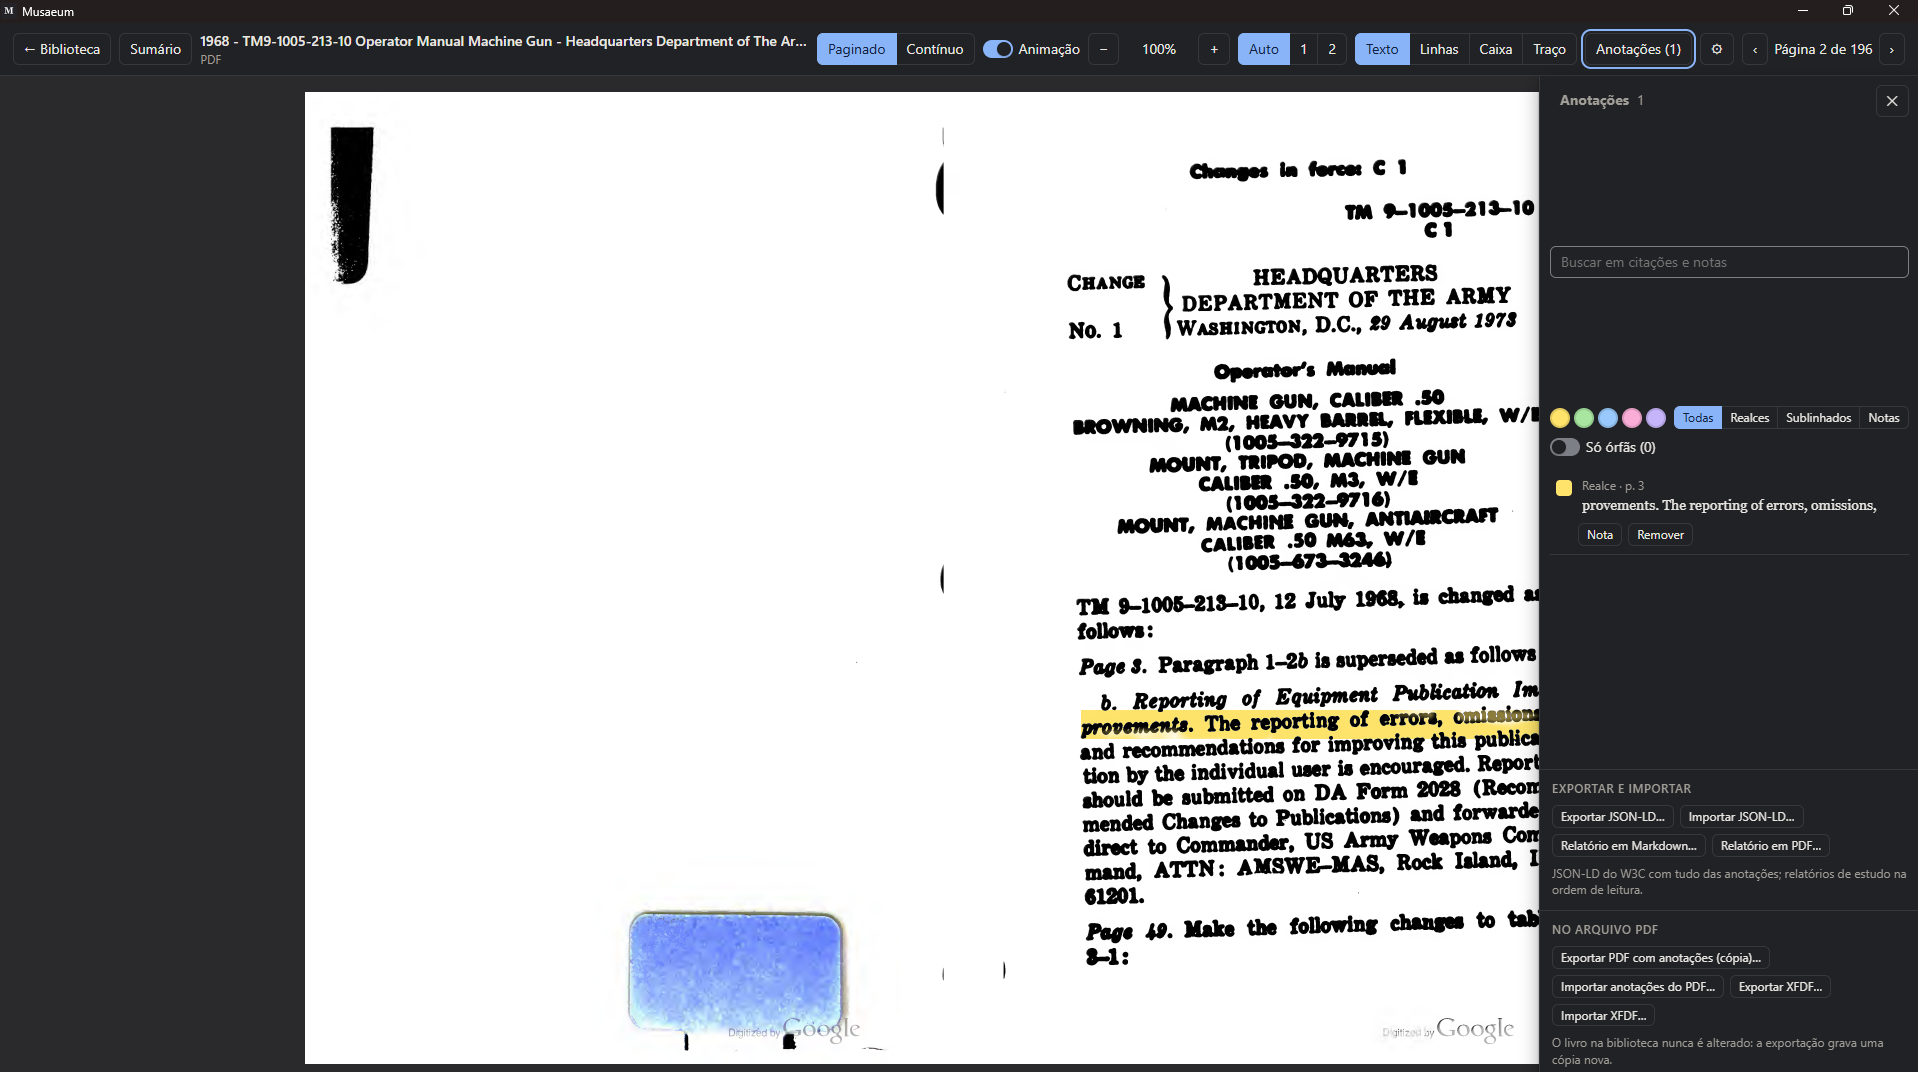 M Musaeum
← Biblioteca
Sumário
1968 - TM9-1005-213-10 Operator Manual Machine Gun - Headquarters Department of The Ar...
PDF
Paginado
Contínuo
Animação
−
100%
+
Auto
1
2
Texto
Linhas
Caixa
Traço
Anotações (1)
‹
Página 2 de 196
›
Digitized by Google
Changes in force: C 1
TM 9–1005–213–10
C 1
CHANGE
No. 1
HEADQUARTERS
DEPARTMENT OF THE ARMY
WASHINGTON, D.C., 29 August 1973
Operator's Manual
MACHINE GUN, CALIBER .50
BROWNING, M2, HEAVY BARREL, FLEXIBLE, W/E
(1005–322–9715)
MOUNT, TRIPOD, MACHINE GUN
CALIBER .50, M3, W/E
(1005–322–9716)
MOUNT, MACHINE GUN, ANTIAIRCRAFT
CALIBER .50 M63, W/E
(1005–673–3246)
TM 9–1005–213–10, 12 July 1968, is changed as
follows:
Page 3. Paragraph 1–2b is superseded as follows
b. Reporting of Equipment Publication Im
provements. The reporting of errors, omissions
and recommendations for improving this publica
tion by the individual user is encouraged. Report
should be submitted on DA Form 2028 (Recom
mended Changes to Publications) and forwarde
direct to Commander, US Army Weapons Com
mand, ATTN: AMSWE–MAS, Rock Island, I
61201.
Page 49. Make the following changes to tab
3–1:
Digitized by Google
Anotações 1
Buscar em citações e notas
Todas
Realces
Sublinhados
Notas
Só órfãs (0)
Realce · p. 3
provements. The reporting of errors, omissions,
Nota
Remover
EXPORTAR E IMPORTAR
Exportar JSON-LD...
Importar JSON-LD...
Relatório em Markdown...
Relatório em PDF...
JSON-LD do W3C com tudo das anotações; relatórios de estudo na
ordem de leitura.
NO ARQUIVO PDF
Exportar PDF com anotações (cópia)...
Importar anotações do PDF...
Exportar XFDF...
Importar XFDF...
O livro na biblioteca nunca é alterado: a exportação grava uma
cópia nova.